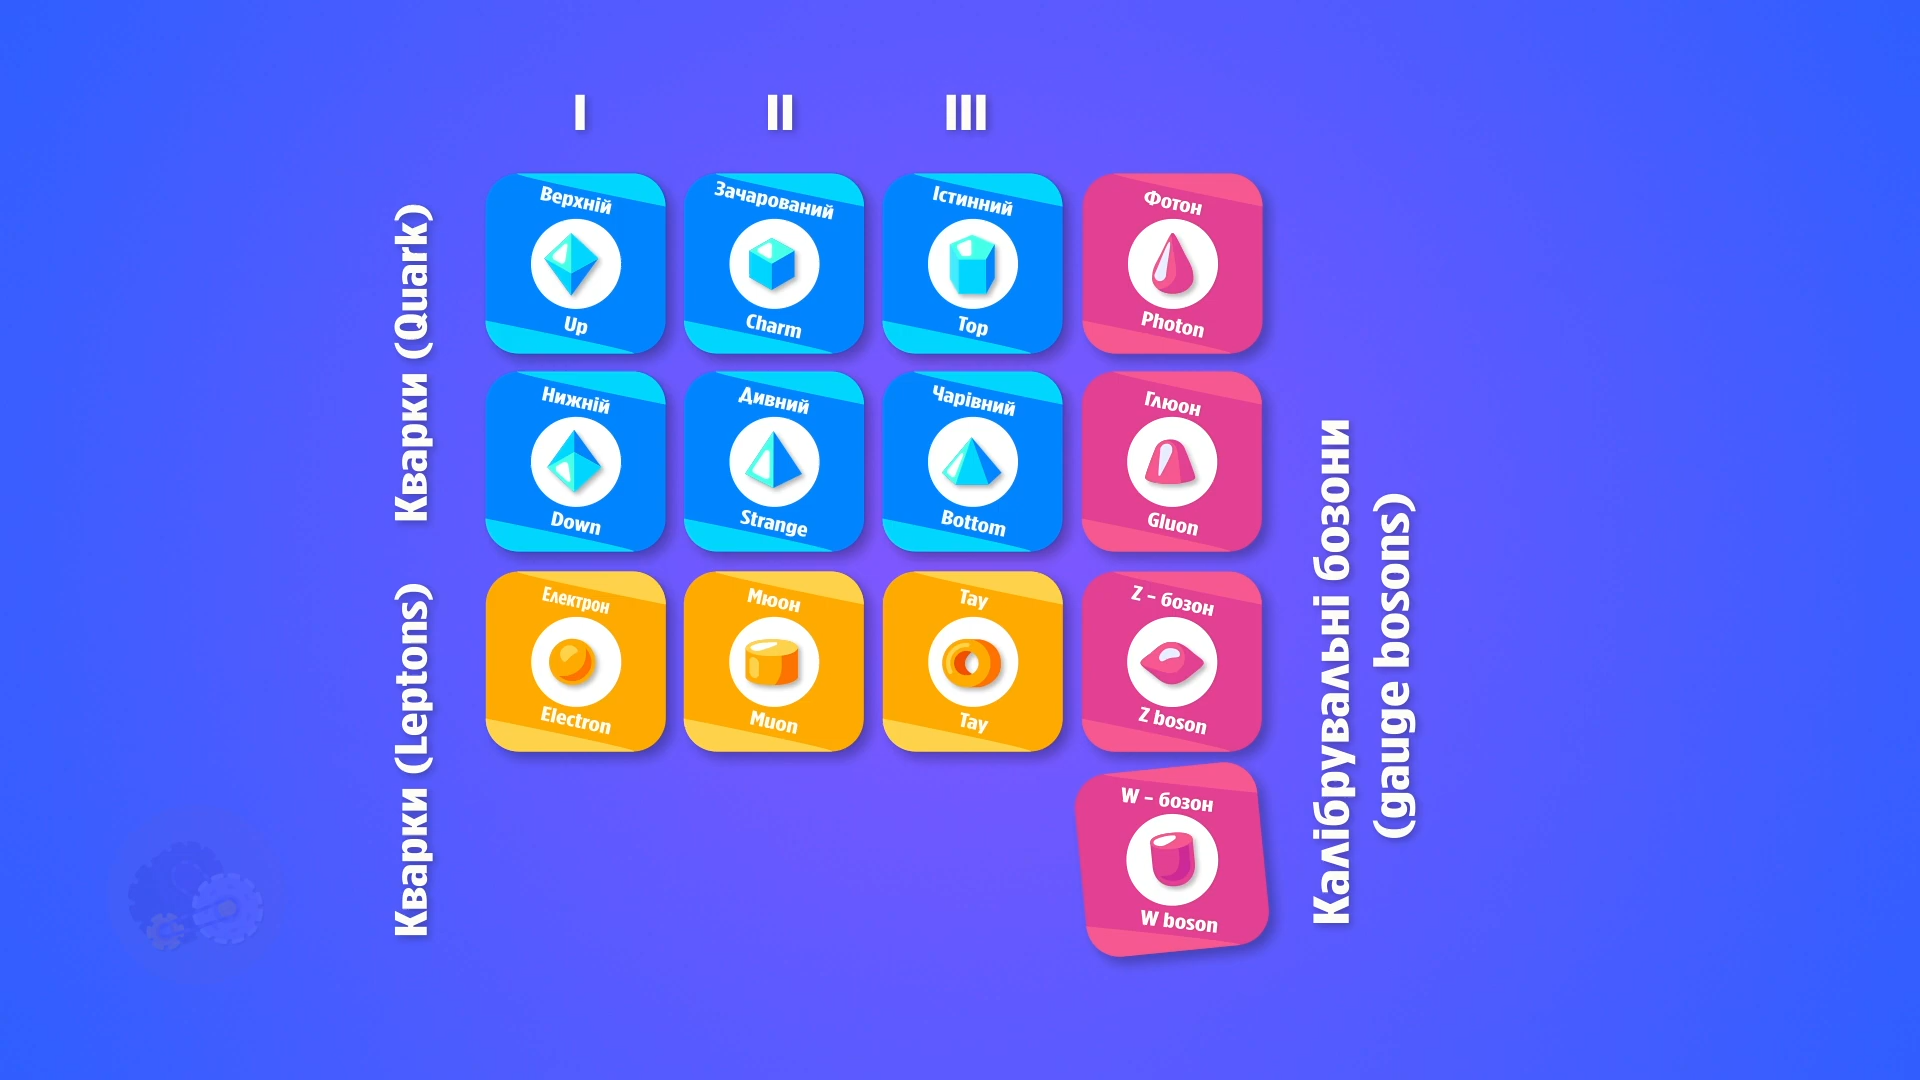 I
II
III
Кварки (Quark)
Верхній
Up
Зачарований
Charm
Істинний
Top
Фотон
Photon
Нижній
Down
Дивний
Strange
Чарівний
Bottom
Глюон
Gluon
Кварки (Leptons)
Електрон
Electron
Мюон
Muon
Тау
Тау
Z – бозон
Z boson
W – бозон
W boson
Калібрувальні бозони
(gauge bosons)